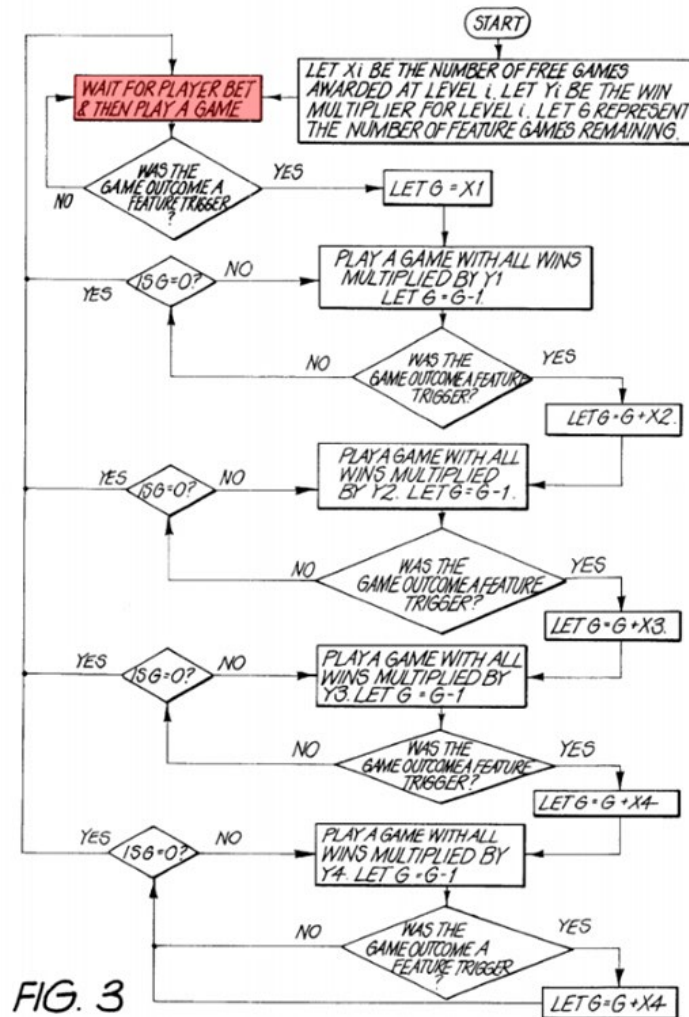 START
LET Xi BE THE NUMBER OF FREE GAMES
AWARDED AT LEVEL i. LET Yi BE THE WIN
MULTIPLIER FOR LEVEL i. LET G REPRESENT
THE NUMBER OF FEATURE GAMES REMAINING.
WAIT FOR PLAYER BET
& THEN PLAY A GAME
WAS THE
GAME OUTCOME A
FEATURE TRIGGER
?
NO
YES
LET G = X1
PLAY A GAME WITH ALL WINS
MULTIPLIED BY Y1
LET G = G-1.
IS G=0?
NO
YES
WAS THE
GAME OUTCOME A FEATURE
TRIGGER?
NO
YES
LET G = G + X2.
PLAY A GAME WITH ALL
WINS MULTIPLIED
BY Y2. LET G = G-1.
IS G=0?
NO
YES
WAS THE
GAME OUTCOME A FEATURE
TRIGGER?
NO
YES
LET G = G + X3.
PLAY A GAME WITH ALL
WINS MULTIPLIED BY
Y3. LET G = G-1
IS G=0?
NO
YES
WAS THE
GAME OUTCOME A FEATURE
TRIGGER?
NO
YES
LET G = G + X4
PLAY A GAME WITH ALL
WINS MULTIPLIED BY
Y4. LET G = G-1
IS G=0?
NO
YES
WAS THE
GAME OUTCOME A
FEATURE TRIGGER
?
NO
YES
LET G = G + X4
FIG. 3